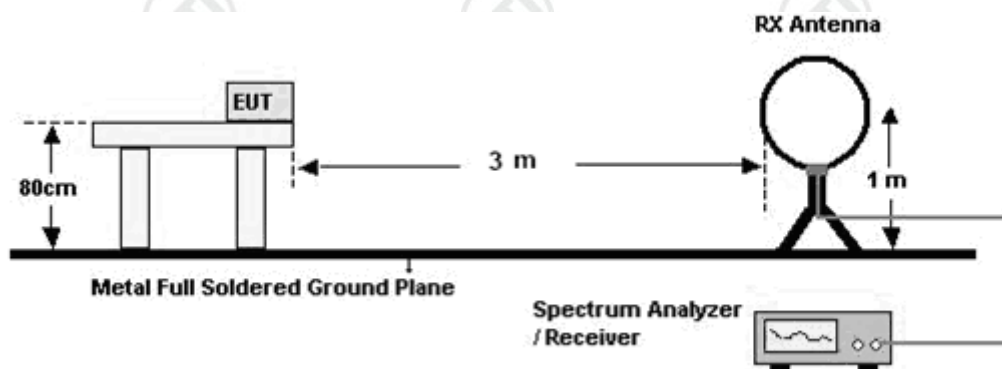 RX Antenna
EUT
80cm
3 m
1 m
Metal Full Soldered Ground Plane
Spectrum Analyzer
/ Receiver